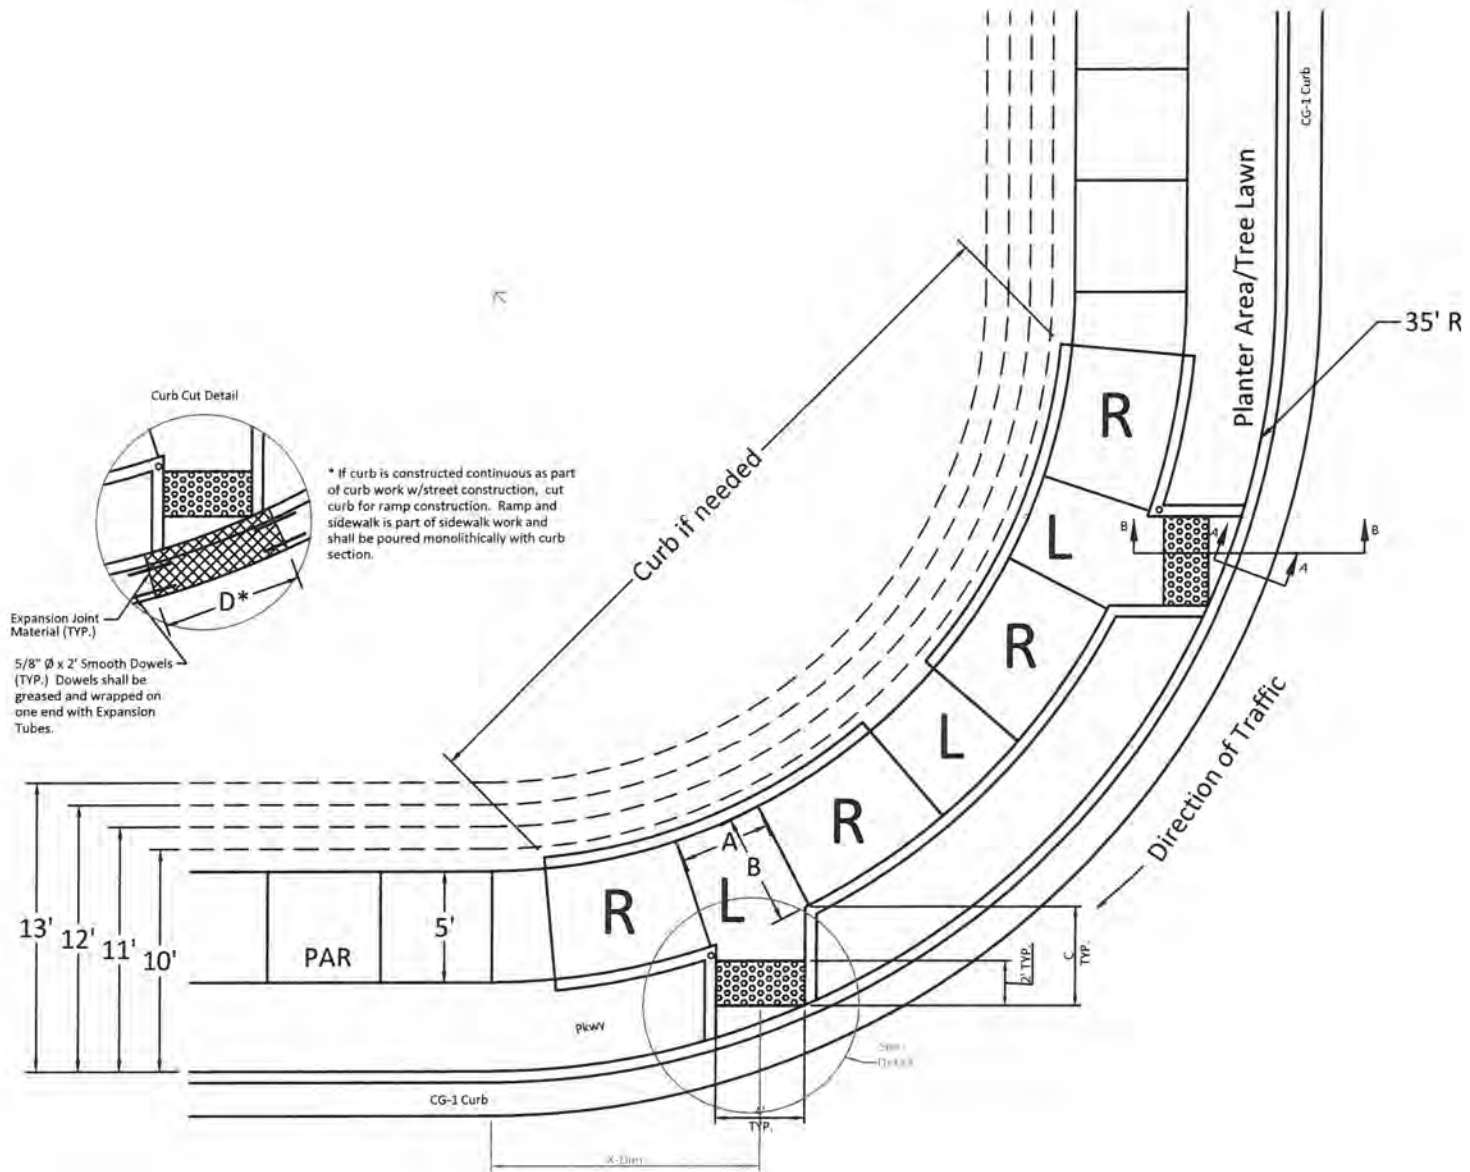 CG-1 Curb
Planter Area/Tree Lawn
35' R
Curb Cut Detail
* If curb is constructed continuous as part
of curb work w/street construction, cut
curb for ramp construction. Ramp and
sidewalk is part of sidewalk work and
shall be poured monolithically with curb
section.
D*
Expansion Joint
Material (TYP.)
5/8" Ø x 2' Smooth Dowels
(TYP.) Dowels shall be
greased and wrapped on
one end with Expansion
Tubes.
Curb if needed
R
L
B
B
A
A
R
L
R
A
B
L
R
Direction of Traffic
13'
12'
11'
10'
5'
PAR
C
TYP.
2' TYP.
Pkwy
See
Detail
CG-1 Curb
TYP.
X-Dim